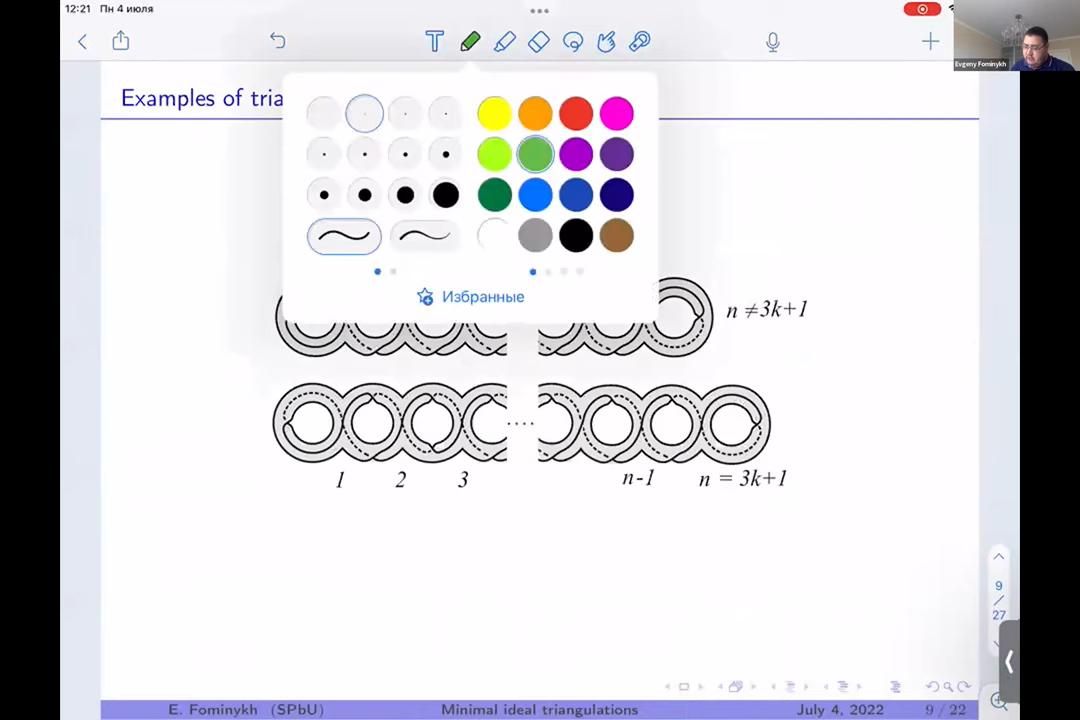 12:21 Пн 4 июля
Evgeny Fominykh
Examples of tria
Избранные
n ≠3k+1
1 2 3 n-1 n = 3k+1
9
/
27
E. Fominykh (SPbU) Minimal ideal triangulations July 4, 2022 9 / 22